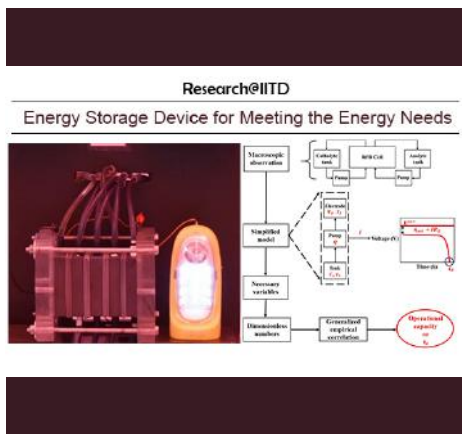 Research@IITD
Energy Storage Device for Meeting the Energy Needs
Macroscopic
observation
Catholyte
tank
RFB Cell
Anolyte
tank
Pump
Pump
Simplified
model
Electrode
Pump
Tank
Voltage (V)
Time (h)
Necessary
variables
Dimensionless
numbers
Generalized
empirical
correlation
Operational
capacity
or